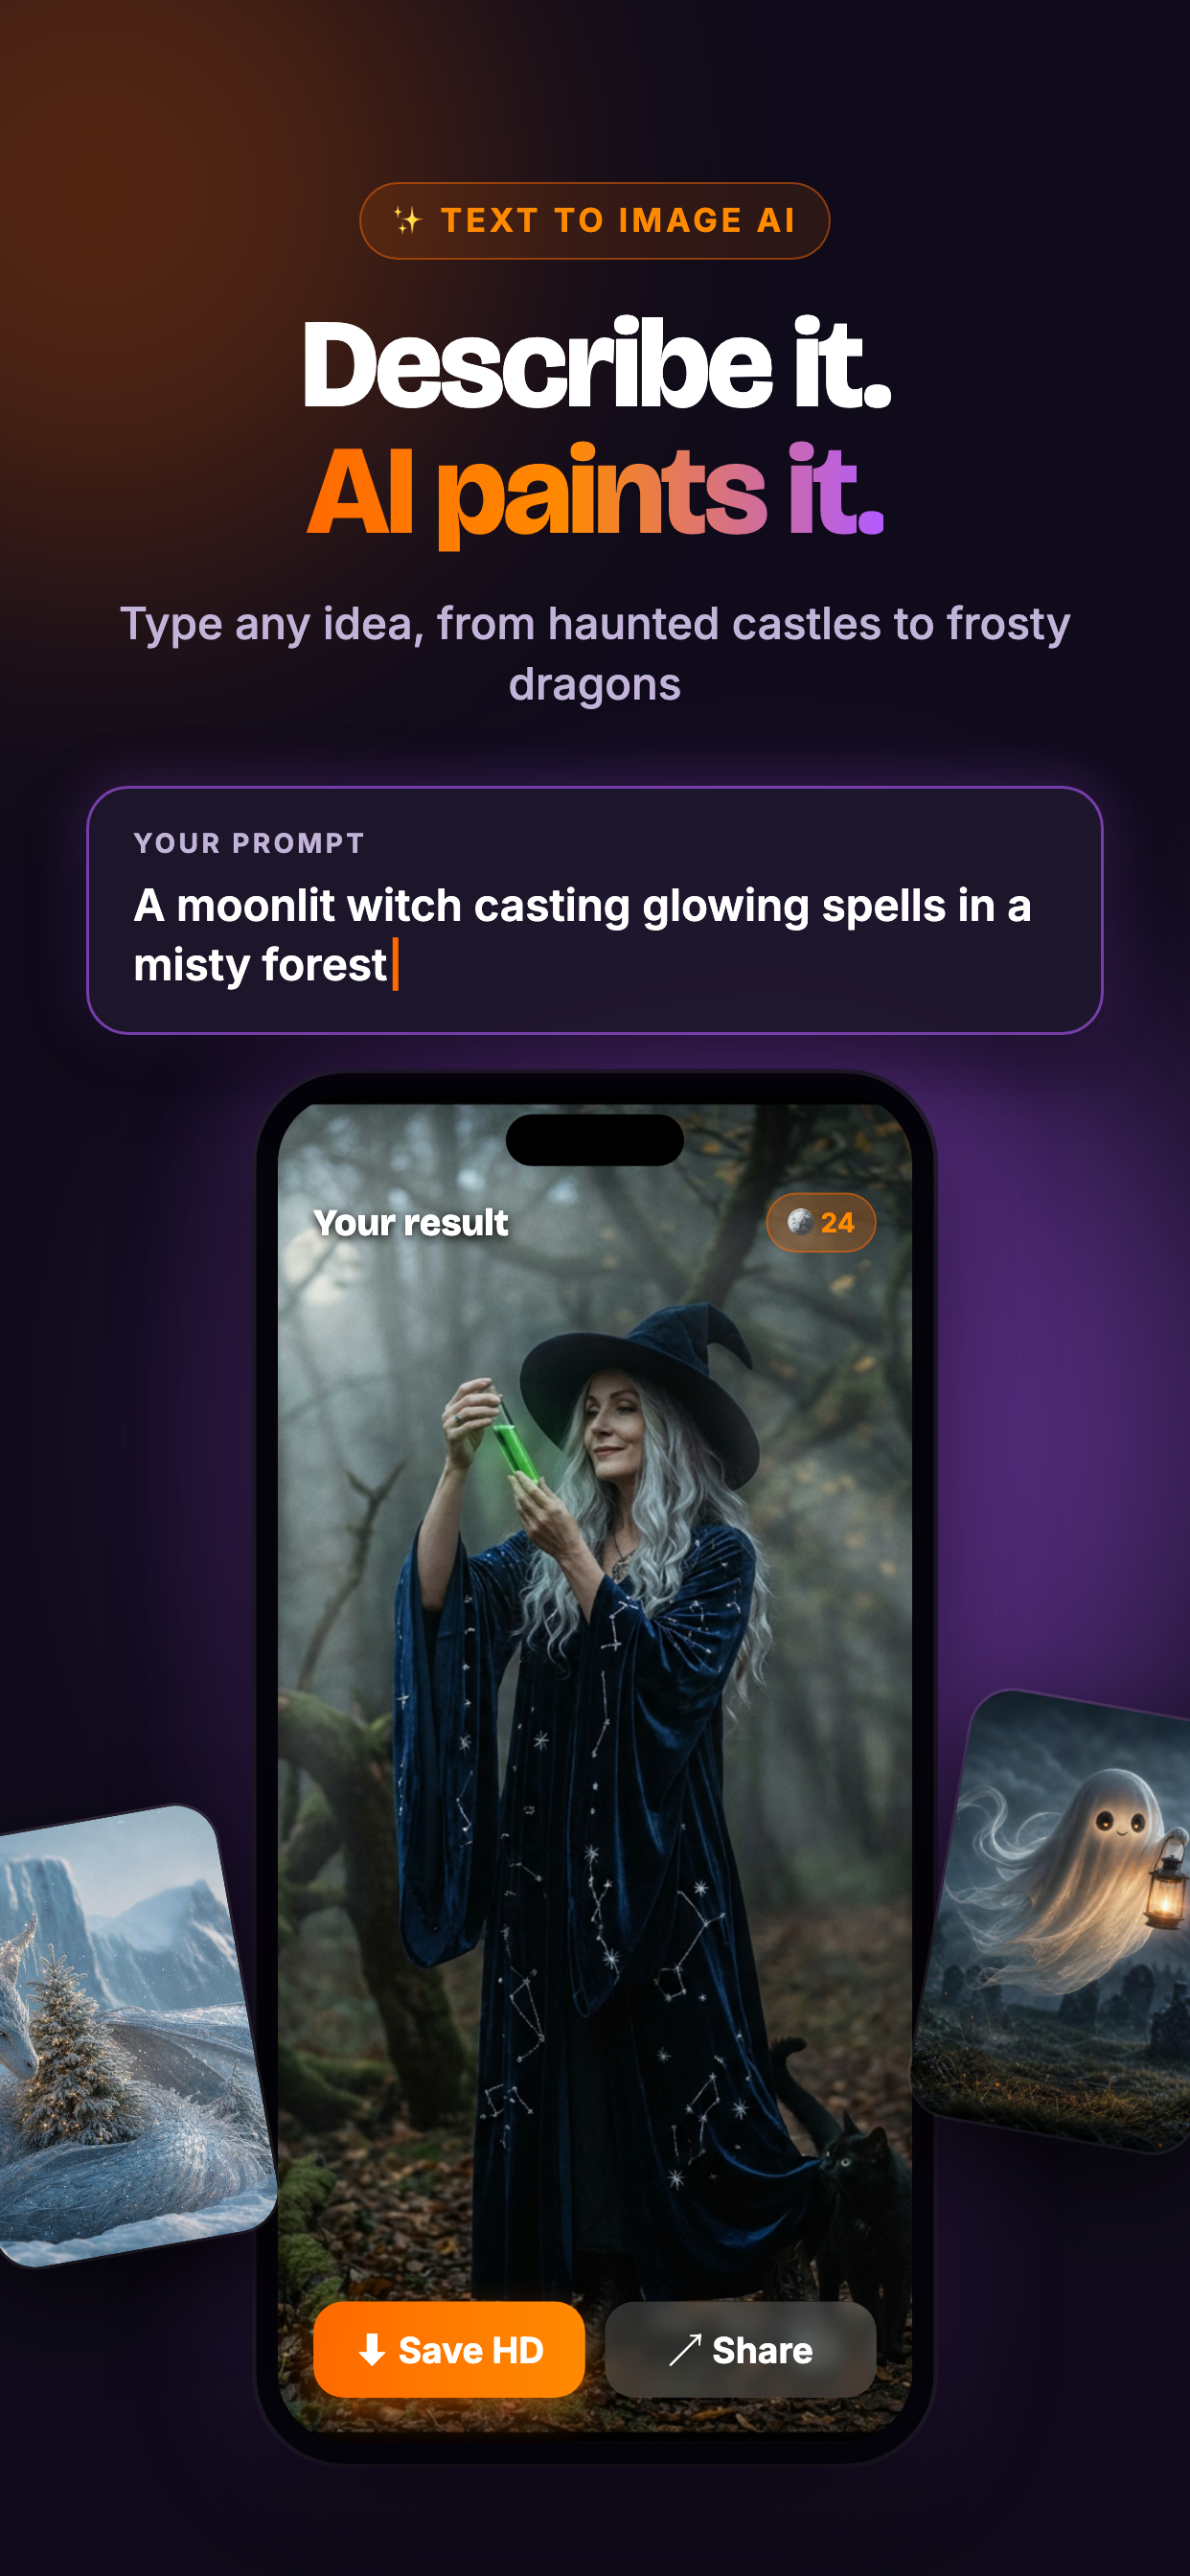 ✨ TEXT TO IMAGE AI
Describe it.
AI paints it.
Type any idea, from haunted castles to frosty
dragons
YOUR PROMPT
A moonlit witch casting glowing spells in a
misty forest
Your result
24
⬇ Save HD
↗ Share